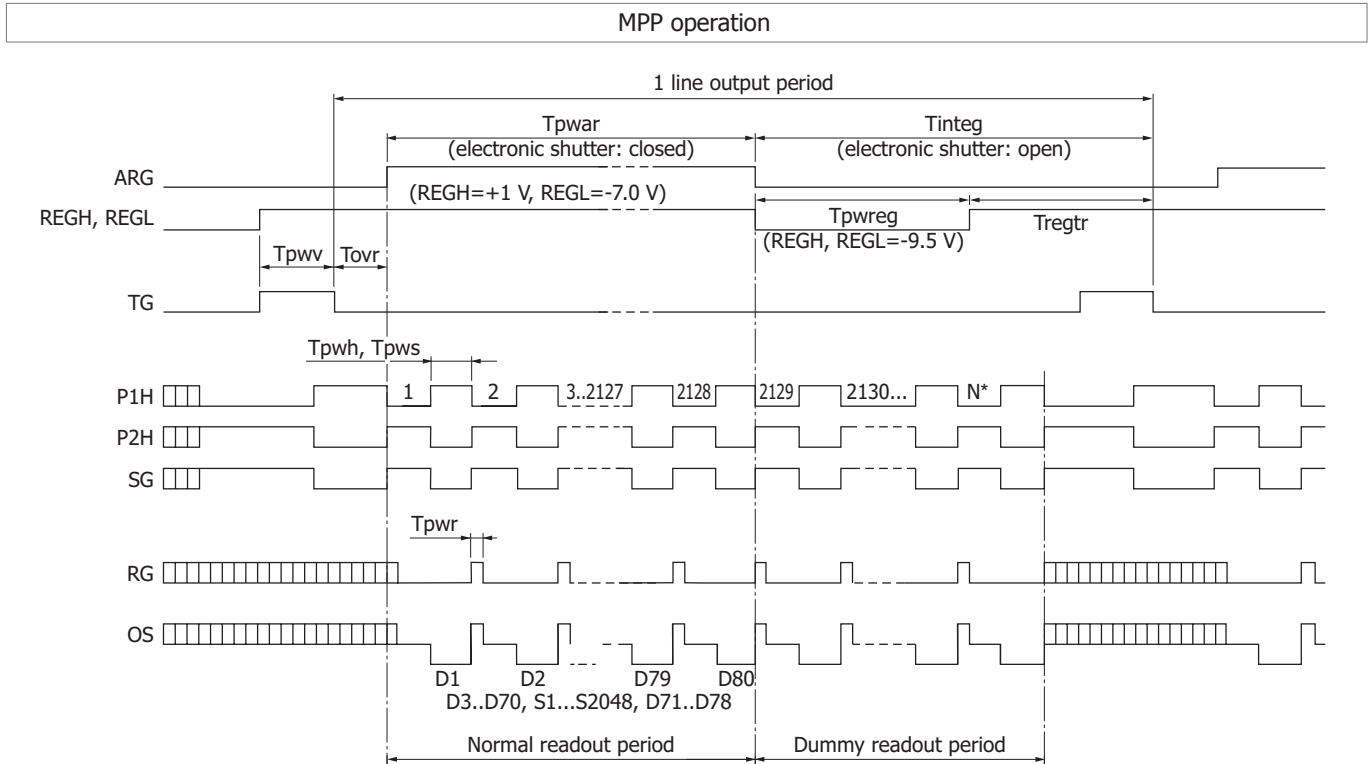 MPP operation
1 line output period
Tpwar
Tinteg
(electronic shutter: closed)
(electronic shutter: open)
ARG
(REGH=+1 V, REGL=-7.0 V)
REGH, REGL
Tpwreg
Tregtr
(REGH, REGL=-9.5 V)
Tpwv
Tovr
TG
Tpwh, Tpws
P1H
1
2
3..2127
2128
2129
2130...
N*
P2H
SG
Tpwr
RG
OS
D1
D2
D79
D80
D3..D70, S1...S2048, D71..D78
Normal readout period
Dummy readout period